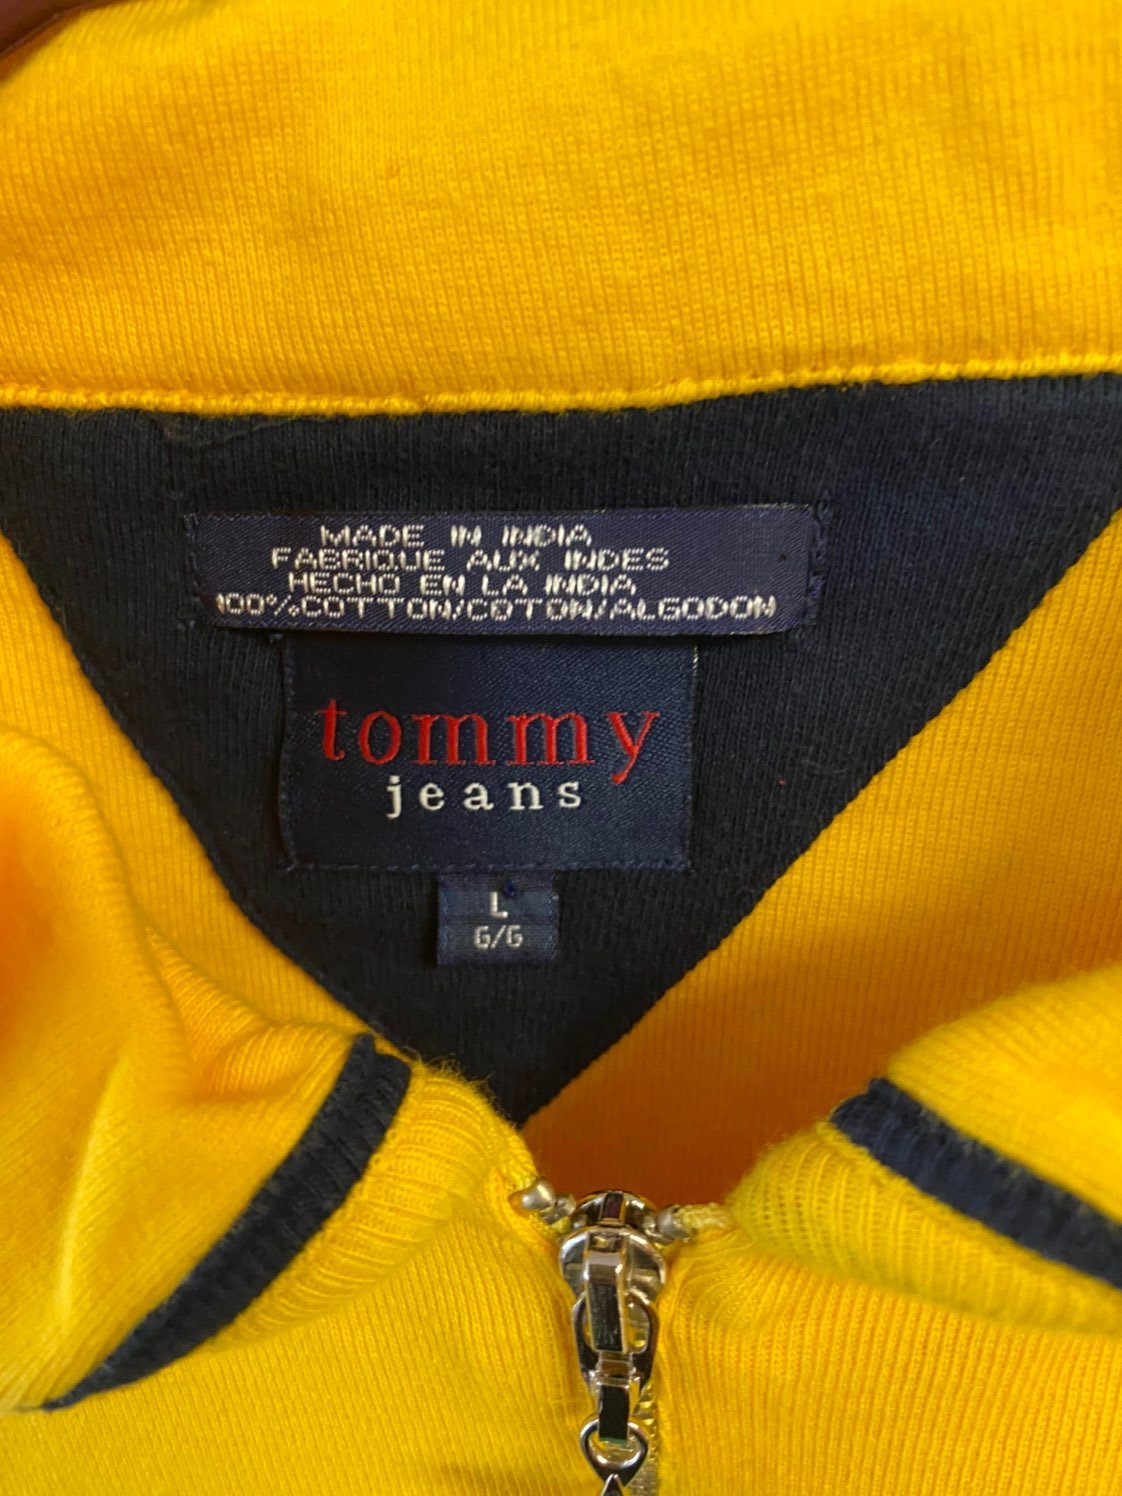 MADE IN INDIA
FABRIQUE AUX INDES
HECHO EN LA INDIA
100%COTTON/COTON/ALGODON
tommy
jeans
L
G/G